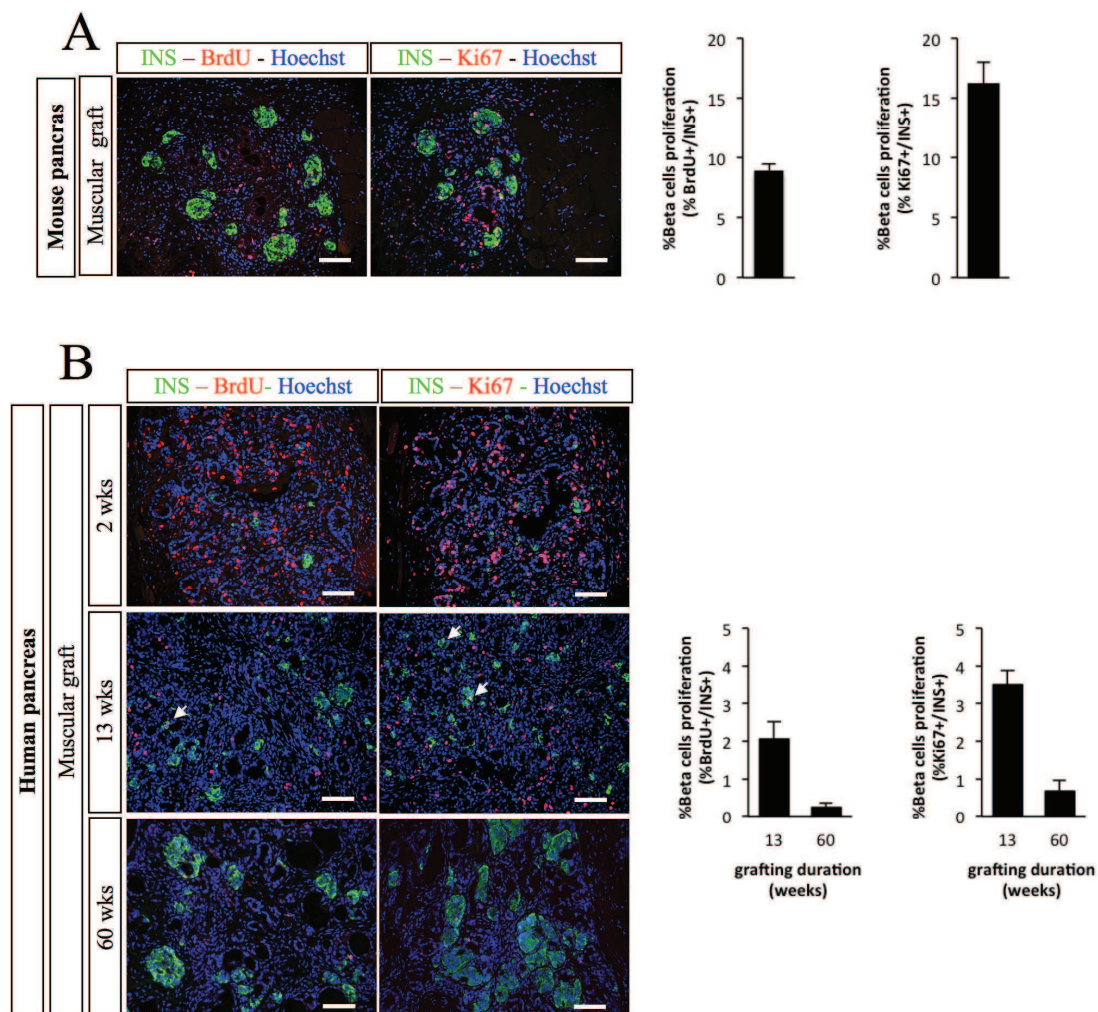 A
INS – BrdU - Hoechst
INS – Ki67 - Hoechst
Mouse pancras
Muscular graft
%Beta cells proliferation
(% BrdU+/INS+)
20
15
10
5
0
%Beta cells proliferation
(% Ki67+/INS+)
20
15
10
5
0
B
INS – BrdU- Hoechst
INS – Ki67 - Hoechst
Human pancreas
Muscular graft
2 wks
13 wks
60 wks
%Beta cells proliferation
(%BrdU+/INS+)
5
4
3
2
1
0
13 60
grafting duration
(weeks)
%Beta cells proliferation
(%Ki67+/INS+)
5
4
3
2
1
0
13 60
grafting duration
(weeks)